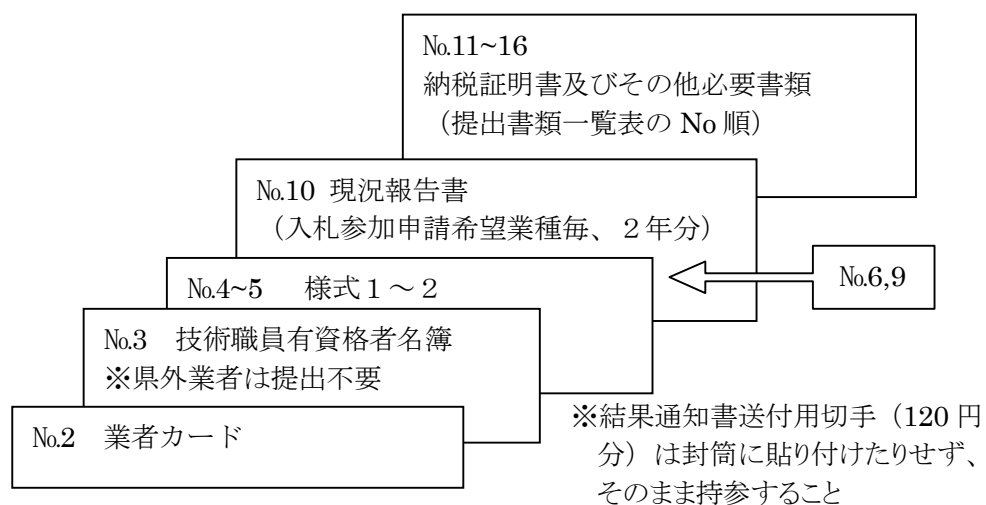 №11~16
納税証明書及びその他必要書類
（提出書類一覧表の No 順）
№10 現況報告書
（入札参加申請希望業種毎、２年分）
№4~5 様式１～２
№6,9
№3 技術職員有資格者名簿
※県外業者は提出不要
№2 業者カード
※結果通知書送付用切手（120 円
分）は封筒に貼り付けたりせず、
そのまま持参すること